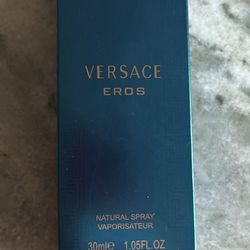 VERSACE
EROS
NATURAL SPRAY
VAPORISATEUR
30ml e 1.05FL.OZ